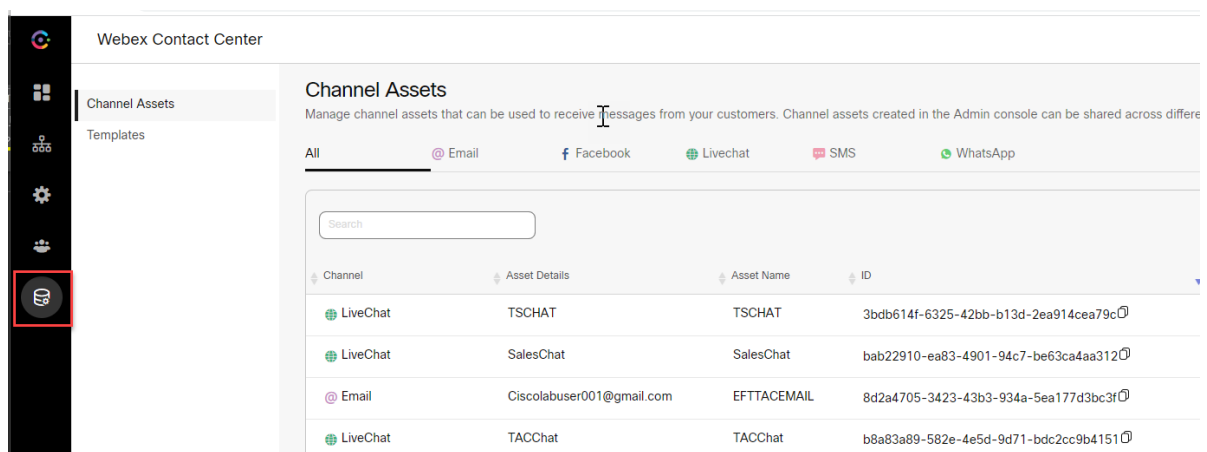 Webex Contact Center
Channel Assets
Templates
Channel Assets
Manage channel assets that can be used to receive messages from your customers. Channel assets created in the Admin console can be shared across differe
All @ Email Facebook Livechat SMS WhatsApp
Search
Channel Asset Details Asset Name ID
LiveChat TSCHAT TSCHAT 3bdb614f-6325-42bb-b13d-2ea914cea79c
LiveChat SalesChat SalesChat bab22910-ea83-4901-94c7-be63ca4aa312
@ Email Ciscolabuser001@gmail.com EFTTACEMAIL 8d2a4705-3423-43b3-934a-5ea177d3bc3f
LiveChat TACChat TACChat b8a83a89-582e-4e5d-9d71-bdc2cc9b4151